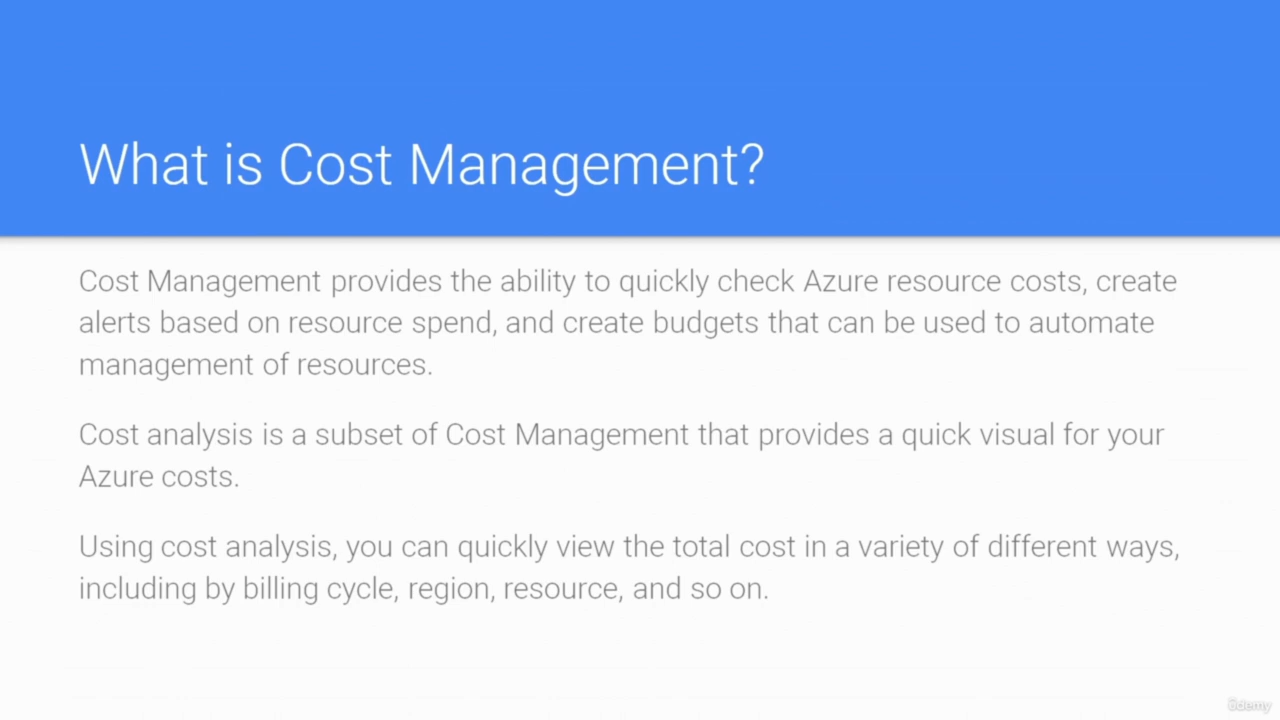 What is Cost Management?
Cost Management provides the ability to quickly check Azure resource costs, create
alerts based on resource spend, and create budgets that can be used to automate
management of resources.
Cost analysis is a subset of Cost Management that provides a quick visual for your
Azure costs.
Using cost analysis, you can quickly view the total cost in a variety of different ways,
including by billing cycle, region, resource, and so on.
ûdemy